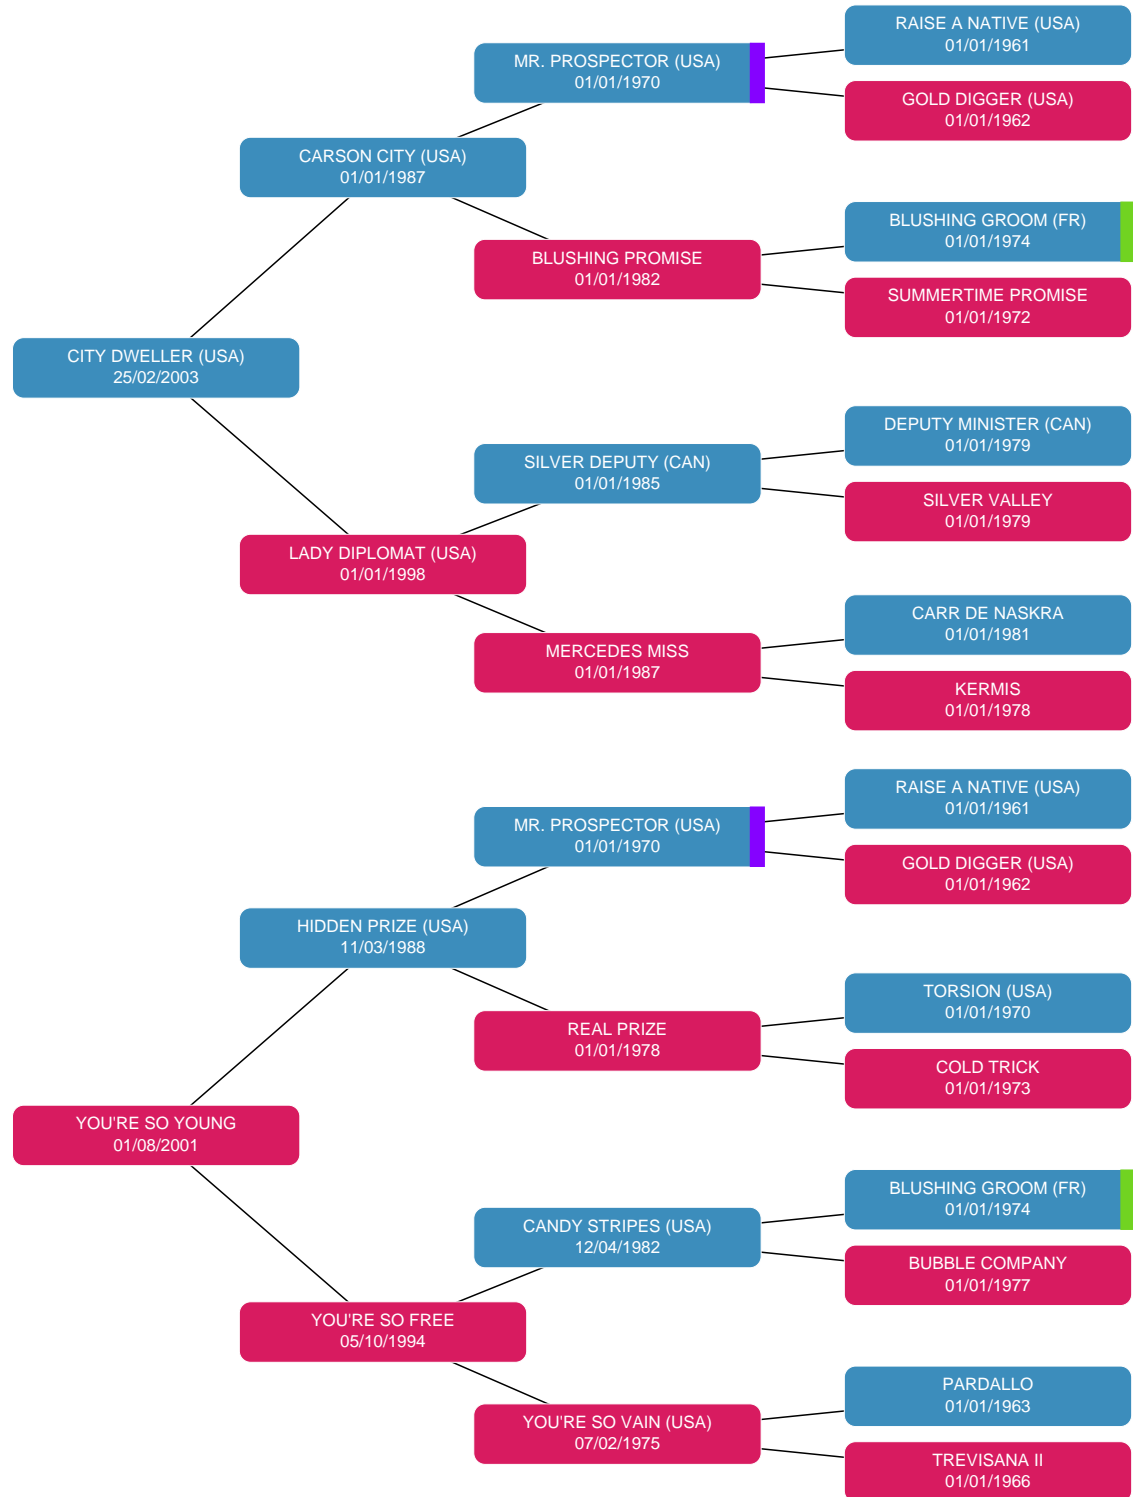 RAISE A NATIVE (USA)
01/01/1961
MR. PROSPECTOR (USA)
01/01/1970
GOLD DIGGER (USA)
01/01/1962
CARSON CITY (USA)
01/01/1987
BLUSHING GROOM (FR)
01/01/1974
BLUSHING PROMISE
01/01/1982
SUMMERTIME PROMISE
01/01/1972
CITY DWELLER (USA)
25/02/2003
DEPUTY MINISTER (CAN)
01/01/1979
SILVER DEPUTY (CAN)
01/01/1985
SILVER VALLEY
01/01/1979
LADY DIPLOMAT (USA)
01/01/1998
CARR DE NASKRA
01/01/1981
MERCEDES MISS
01/01/1987
KERMIS
01/01/1978
RAISE A NATIVE (USA)
01/01/1961
MR. PROSPECTOR (USA)
01/01/1970
GOLD DIGGER (USA)
01/01/1962
HIDDEN PRIZE (USA)
11/03/1988
TORSION (USA)
01/01/1970
REAL PRIZE
01/01/1978
COLD TRICK
01/01/1973
YOU'RE SO YOUNG
01/08/2001
BLUSHING GROOM (FR)
01/01/1974
CANDY STRIPES (USA)
12/04/1982
BUBBLE COMPANY
01/01/1977
YOU'RE SO FREE
05/10/1994
PARDALLO
01/01/1963
YOU'RE SO VAIN (USA)
07/02/1975
TREVISANA II
01/01/1966